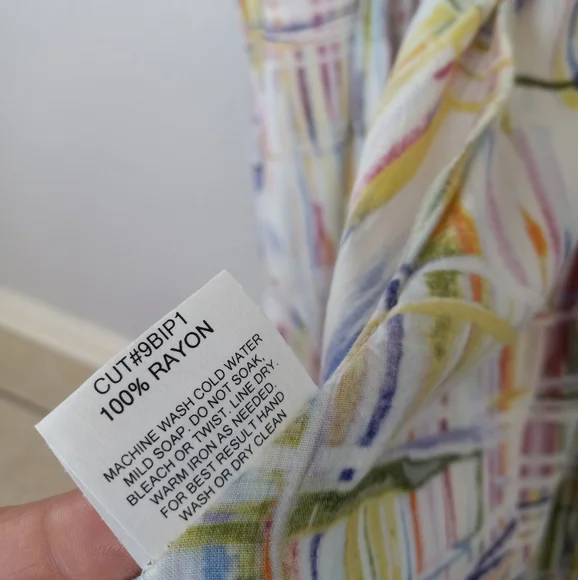 CUT#9BIP1
100% RAYON
MACHINE WASH COLD WATER
MILD SOAP. DO NOT SOAK,
BLEACH OR TWIST. LINE DRY.
WARM IRON AS NEEDED.
FOR BEST RESULT HAND
WASH OR DRY CLEAN